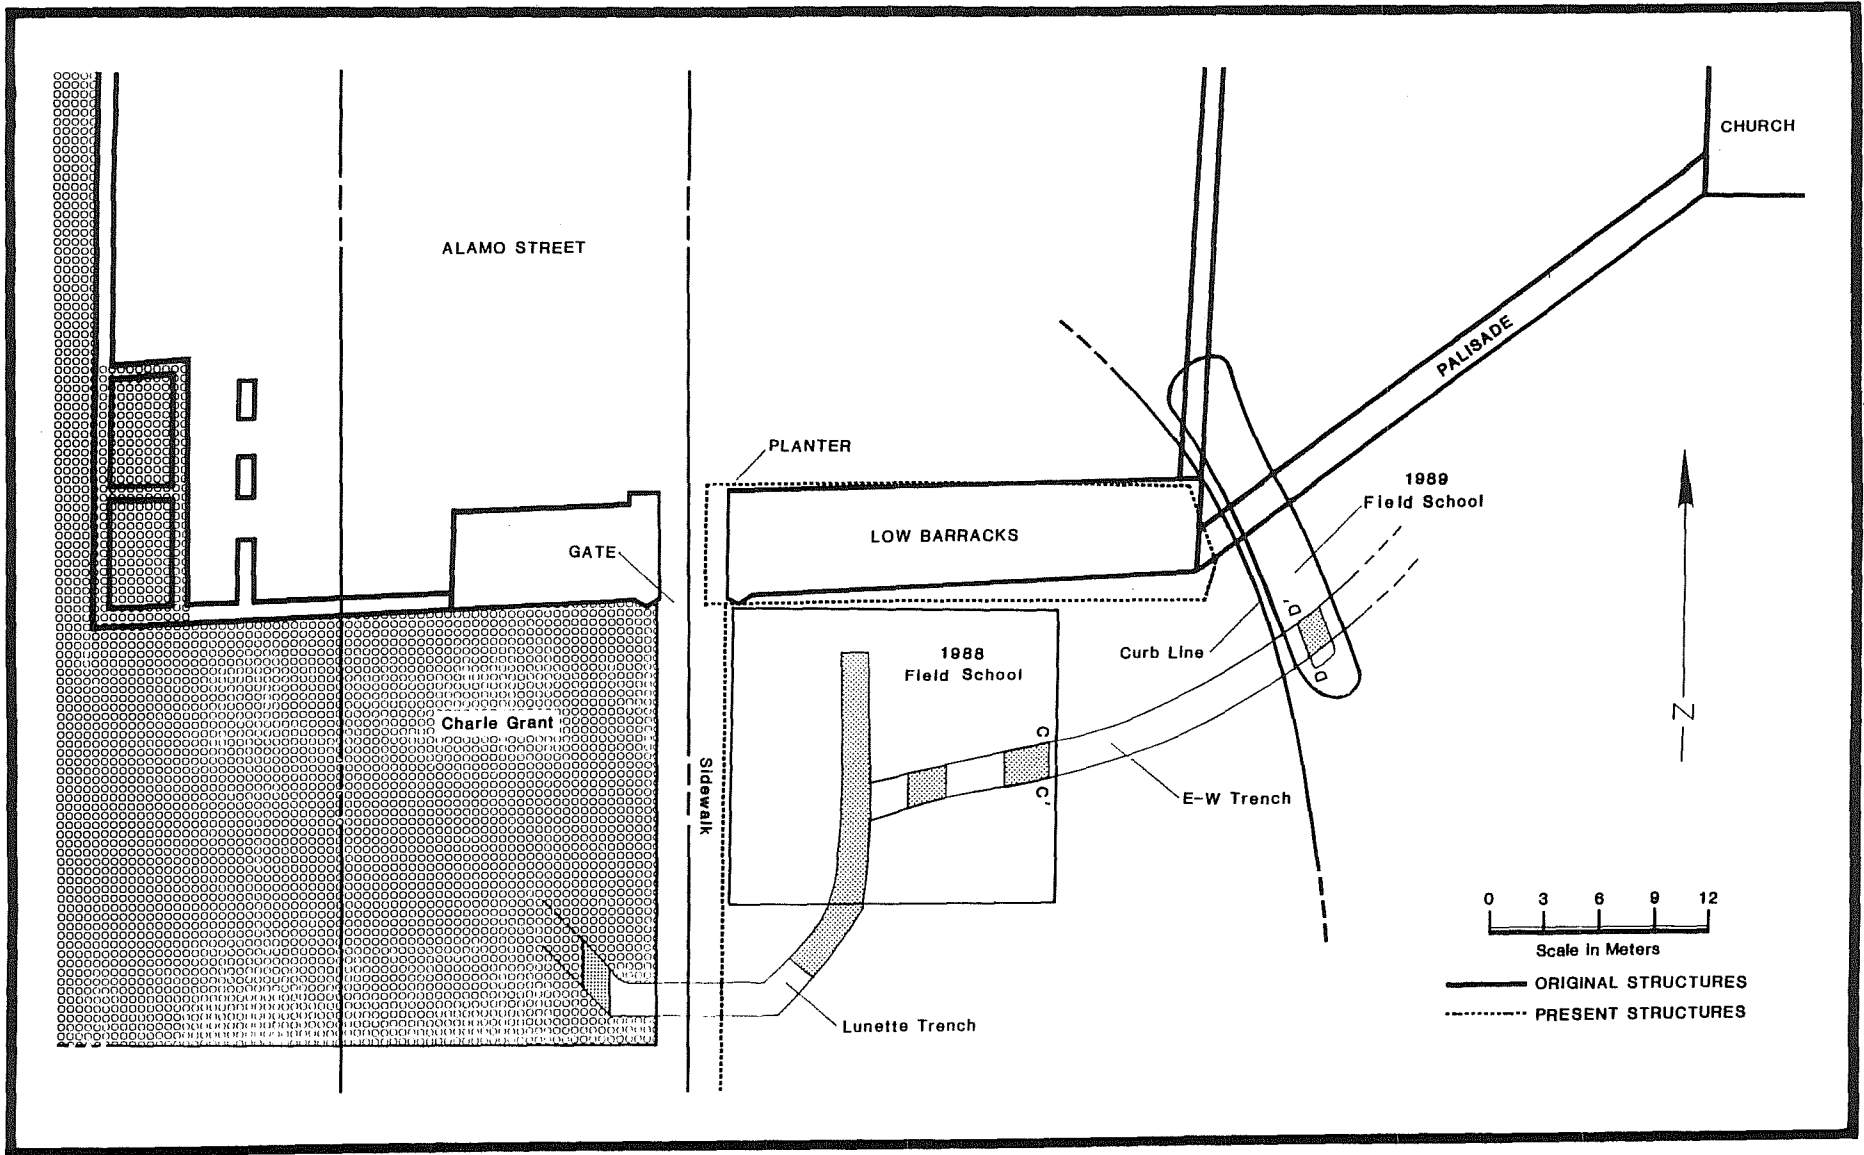 CHURCH
ALAMO STREET
PALISADE
PLANTER
1989
Field School
LOW BARRACKS
GATE
D'
D
Curb Line
1988
Field School
Charle Grant
C
C'
Sidewalk
E-W Trench
N
0 3 6 9 12
Scale in Meters
ORIGINAL STRUCTURES
PRESENT STRUCTURES
Lunette Trench